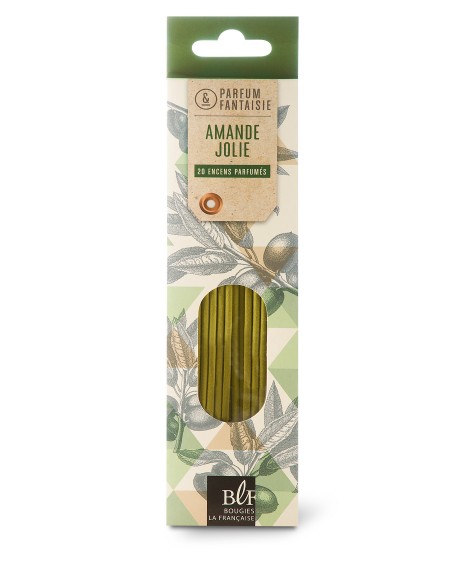 & PARFUM
FANTAISIE
AMANDE
JOLIE
20 ENCENS PARFUMÉS
BLF
BOUGIES
LA FRANÇAISE